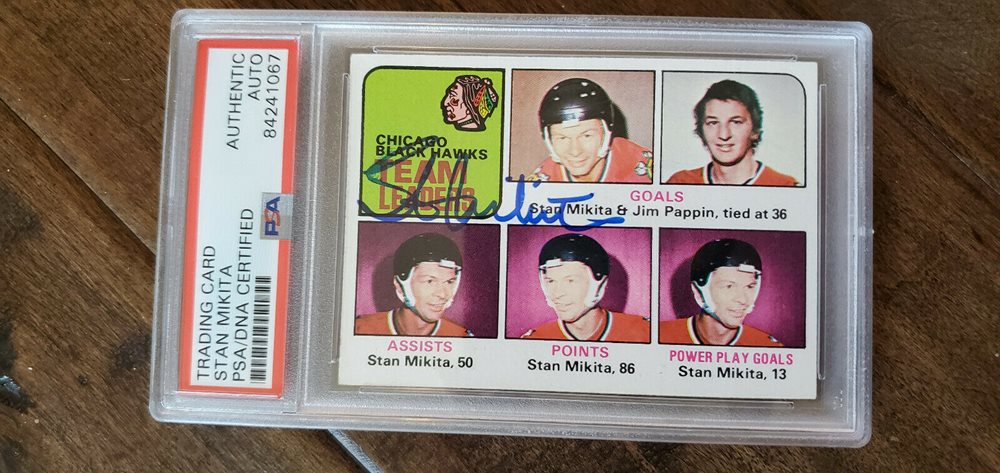 TRADING CARD
STAN MIKITA
PSA/DNA CERTIFIED
AUTHENTIC
AUTO
84241067
PSA
CHICAGO
BLACK HAWKS
TEAM
LEADERS
GOALS
Stan Mikita & Jim Pappin, tied at 36
ASSISTS
Stan Mikita, 50
POINTS
Stan Mikita, 86
POWER PLAY GOALS
Stan Mikita, 13
Stan Mikita